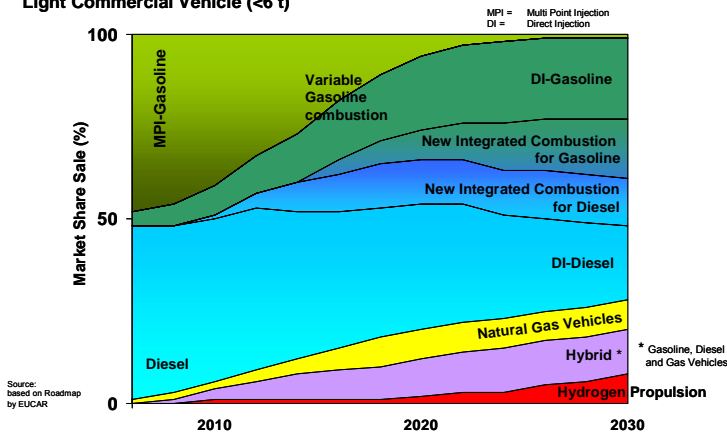 Light Commercial Vehicle (<6 t)
MPI = Multi Point Injection
DI = Direct Injection
100
50
0
Market Share Sale (%)
MPI-Gasoline
Variable
Gasoline
combustion
DI-Gasoline
New Integrated Combustion
for Gasoline
New Integrated Combustion
for Diesel
DI-Diesel
Natural Gas Vehicles
Diesel
Hybrid *
* Gasoline, Diesel
and Gas Vehicles
Hydrogen Propulsion
Source:
based on Roadmap
by EUCAR
2010
2020
2030